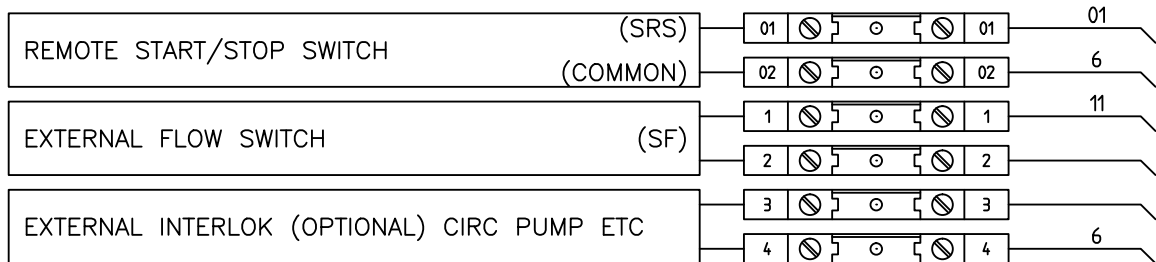 (SRS) 01 01 01
REMOTE START/STOP SWITCH
(COMMON) 02 02 6
1 1 11
EXTERNAL FLOW SWITCH (SF)
2 2
3 3
EXTERNAL INTERLOK (OPTIONAL) CIRC PUMP ETC
4 4 6